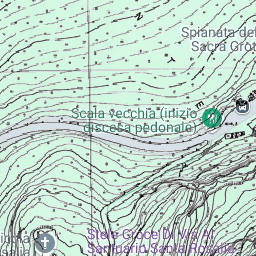 Spianata del
Sacra Grot
Scala vecchia (inizio
discesa pedonale)
Stele Croce Di Via Al
Santuario Santa Rosalia